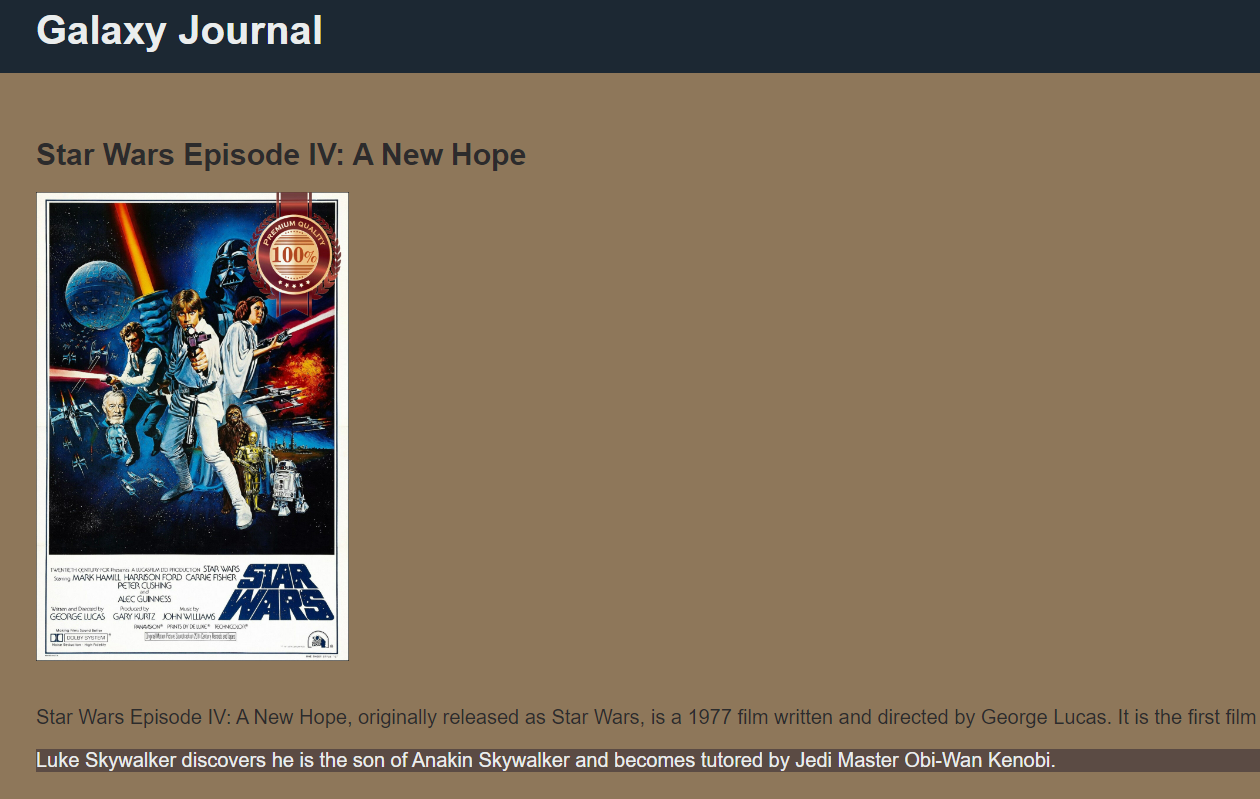 Galaxy Journal
Star Wars Episode IV: A New Hope
PREMIUM QUALITY
100%
TWENTIETH CENTURY-FOX Presents A LUCASFILM LTD PRODUCTION STAR WARS
Starring MARK HAMILL HARRISON FORD CARRIE FISHER
PETER CUSHING
and
ALEC GUINNESS
Written and Directed by
GEORGE LUCAS
Produced by
GARY KURTZ
Music by
JOHN WILLIAMS
PANAVISION® PRINTS BY DE LUXE® TECHNICOLOR®
Making Films Sound Better
DOLBY SYSTEM
STAR
WARS
Star Wars Episode IV: A New Hope, originally released as Star Wars, is a 1977 film written and directed by George Lucas. It is the first film
Luke Skywalker discovers he is the son of Anakin Skywalker and becomes tutored by Jedi Master Obi-Wan Kenobi.